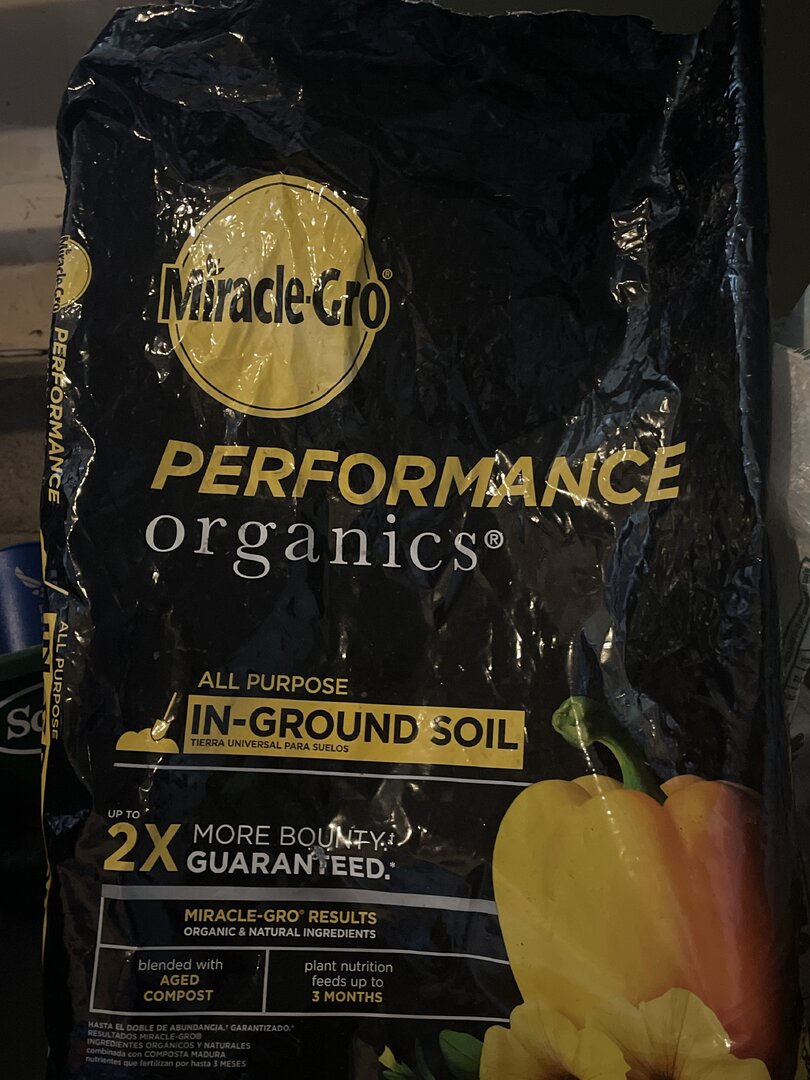 Miracle-Gro®
PERFORMANCE
organics®
ALL PURPOSE
IN-GROUND SOIL
TIERRA UNIVERSAL PARA SUELOS
UP TO
2X MORE BOUNTY.†
GUARANTEED.*
MIRACLE-GRO® RESULTS
ORGANIC & NATURAL INGREDIENTS
blended with
AGED
COMPOST
plant nutrition
feeds up to
3 MONTHS
HASTA EL DOBLE DE ABUNDANCIA.† GARANTIZADO.*
RESULTADOS MIRACLE-GRO®
INGREDIENTES ORGÁNICOS Y NATURALES
combinada con COMPOSTA MADURA
nutrientes que fertilizan por hasta 3 MESES
Miracle-Gro
PERFORMANCE
ALL PURPOSE